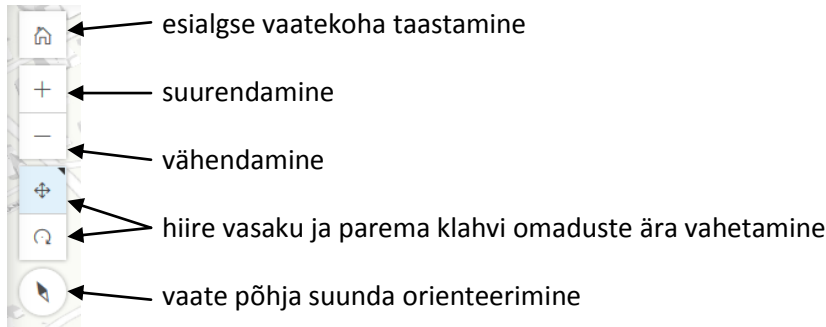 esialgse vaatekoha taastamine
suurendamine
vähendamine
hiire vasaku ja parema klahvi omaduste ära vahetamine
vaate põhja suunda orienteerimine